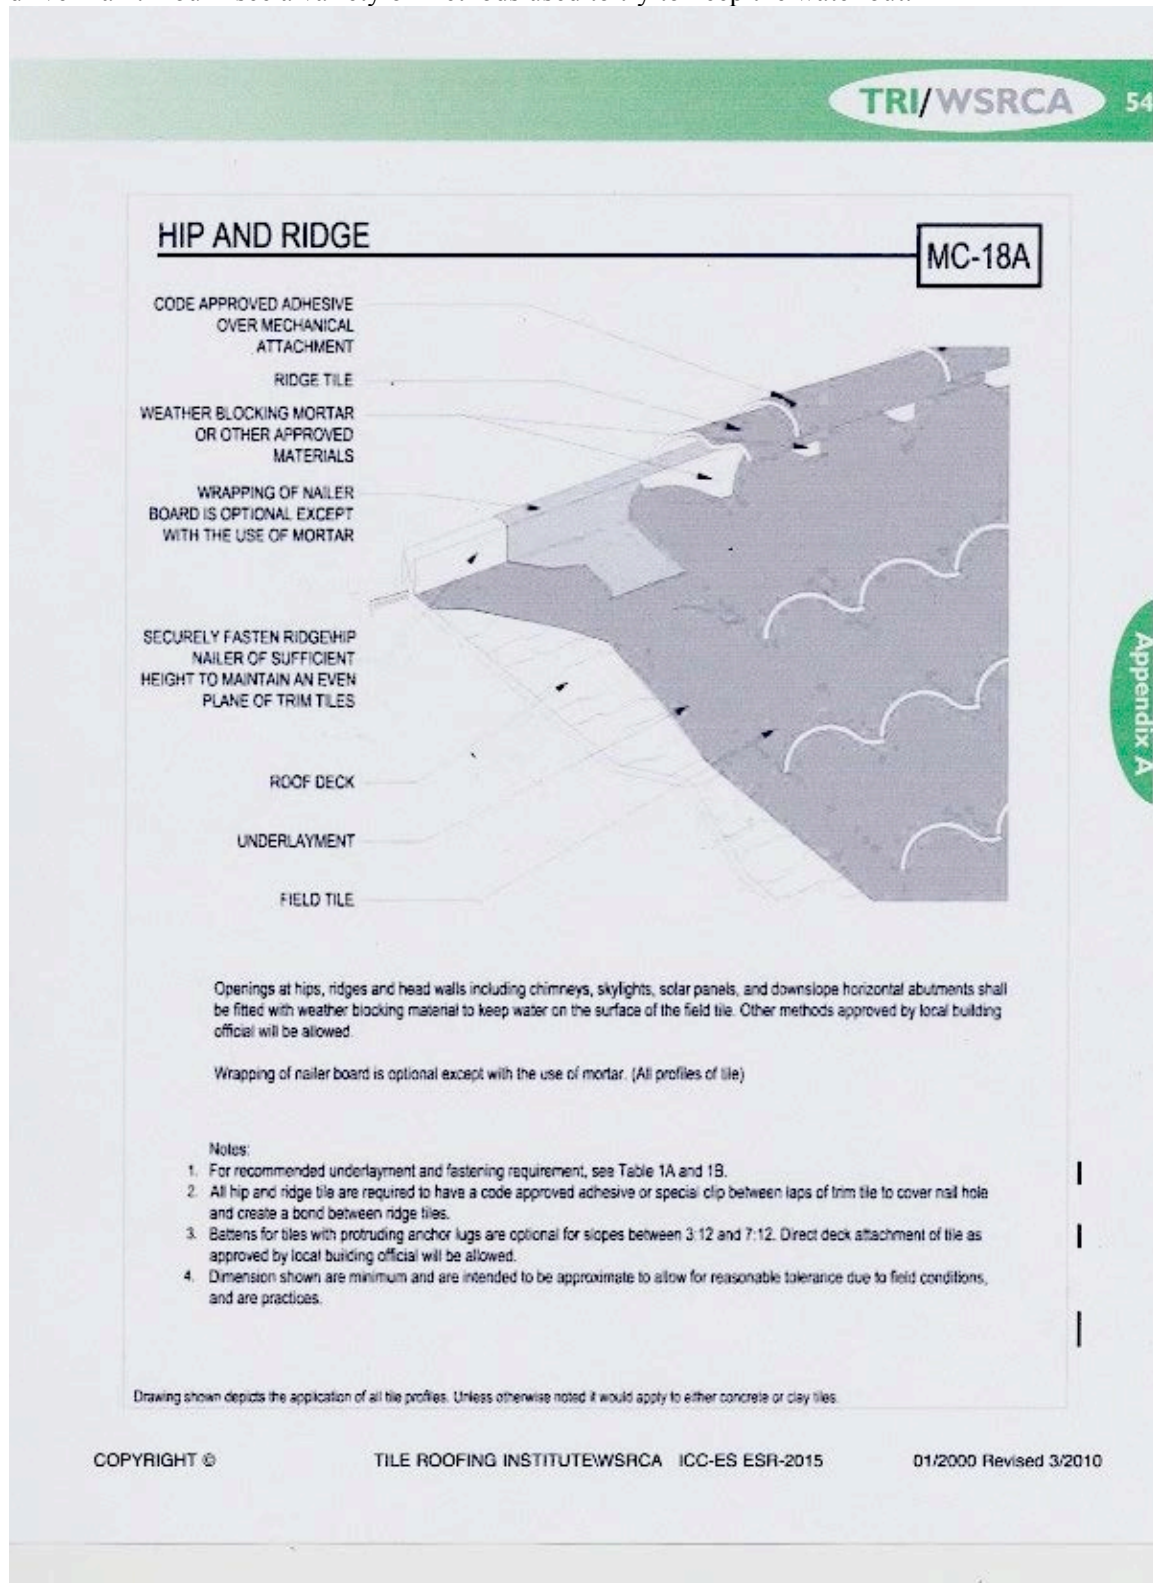 TRI/WSRCA 54
HIP AND RIDGE
MC-18A
CODE APPROVED ADHESIVE
OVER MECHANICAL
ATTACHMENT
RIDGE TILE
WEATHER BLOCKING MORTAR
OR OTHER APPROVED
MATERIALS
WRAPPING OF NAILER
BOARD IS OPTIONAL EXCEPT
WITH THE USE OF MORTAR
SECURELY FASTEN RIDGE\HIP
NAILER OF SUFFICIENT
HEIGHT TO MAINTAIN AN EVEN
PLANE OF TRIM TILES
ROOF DECK
UNDERLAYMENT
FIELD TILE
Appendix A
Openings at hips, ridges and head walls including chimneys, skylights, solar panels, and downslope horizontal abutments shall
be fitted with weather blocking material to keep water on the surface of the field tile. Other methods approved by local building
official will be allowed.
Wrapping of nailer board is optional except with the use of mortar. (All profiles of tile)
Notes:
1. For recommended underlayment and fastening requirement, see Table 1A and 1B.
2. All hip and ridge tile are required to have a code approved adhesive or special clip between laps of trim tile to cover nail hole
and create a bond between ridge tiles.
3. Battens for tiles with protruding anchor lugs are optional for slopes between 3:12 and 7:12. Direct deck attachment of tile as
approved by local building official will be allowed.
4. Dimension shown are minimum and are intended to be approximate to allow for reasonable tolerance due to field conditions,
and are practices.
Drawing shown depicts the application of all tile profiles. Unless otherwise noted it would apply to either concrete or clay tiles.
COPYRIGHT © TILE ROOFING INSTITUTE\WSRCA ICC-ES ESR-2015 01/2000 Revised 3/2010